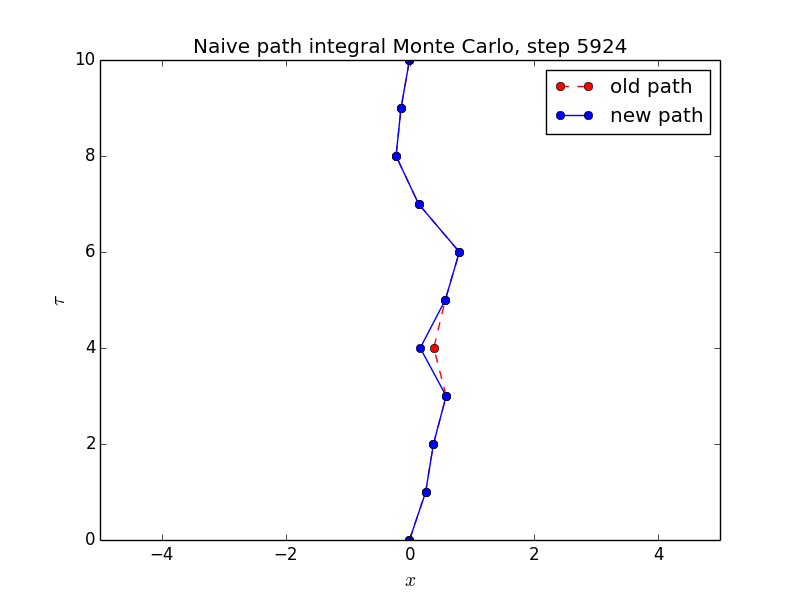 Naive path integral Monte Carlo, step 5924
old path
new path
10
8
6
4
2
0
τ
−4 −2 0 2 4
x